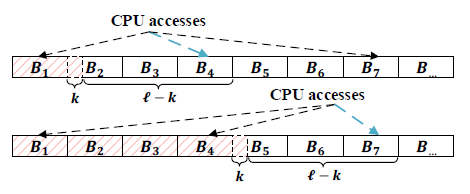 CPU accesses
B₁ B₂ B₃ B₄ B₅ B₆ B₇ B...
k ℓ − k
CPU accesses
B₁ B₂ B₃ B₄ B₅ B₆ B₇ B...
k ℓ − k